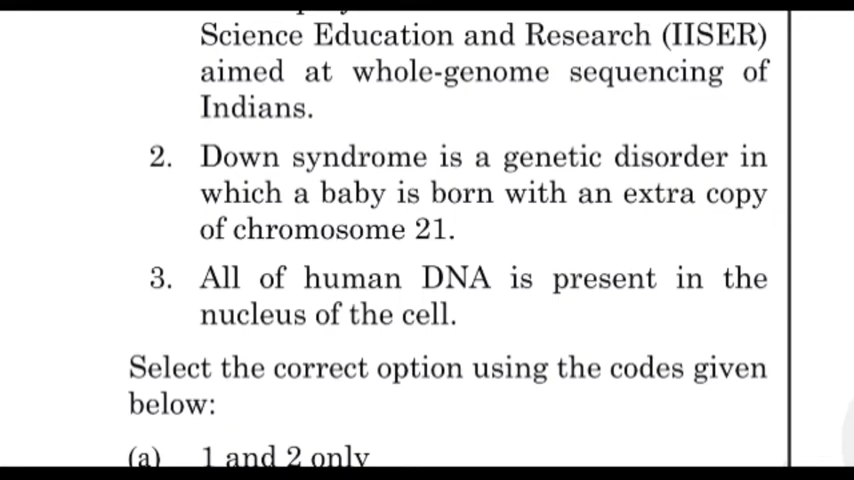 Science Education and Research (IISER)
aimed at whole-genome sequencing of
Indians.
2. Down syndrome is a genetic disorder in
which a baby is born with an extra copy
of chromosome 21.
3. All of human DNA is present in the
nucleus of the cell.
Select the correct option using the codes given
below:
(a) 1 and 2 only